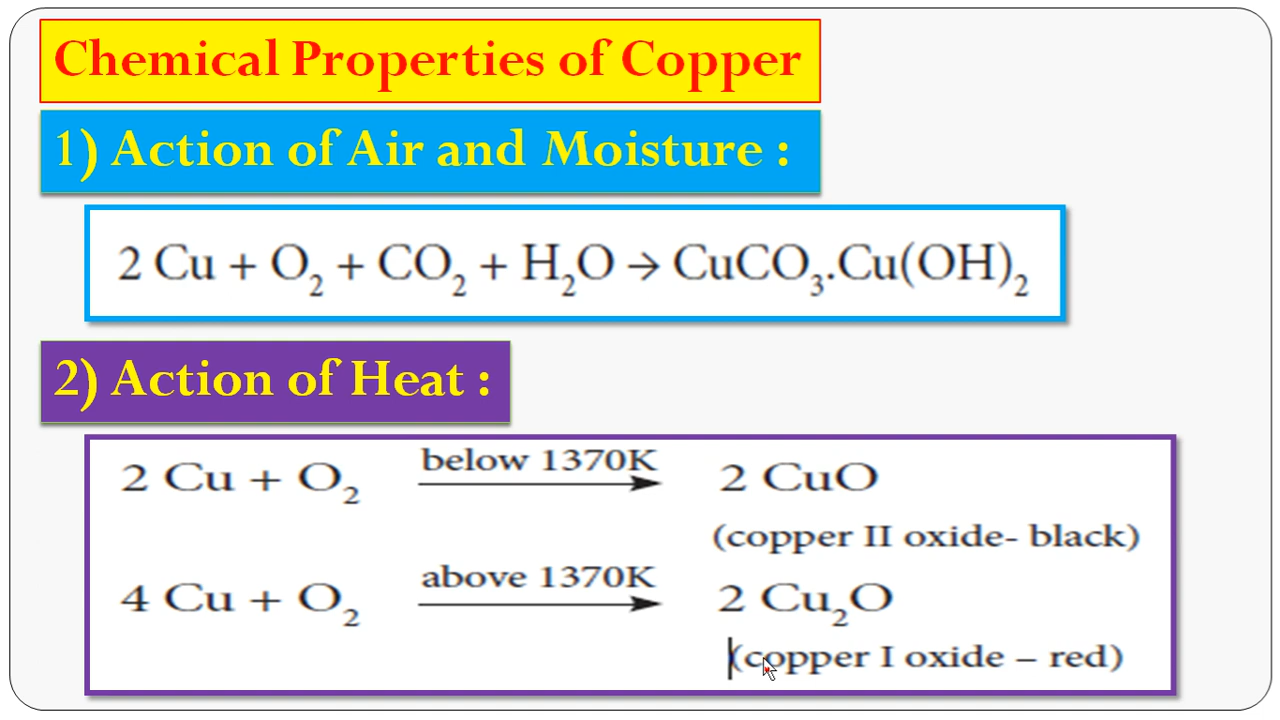 Chemical Properties of Copper
1) Action of Air and Moisture :
2 Cu + O₂ + CO₂ + H₂O → CuCO₃.Cu(OH)₂
2) Action of Heat :
below 1370K
2 Cu + O₂ ⟶ 2 CuO
(copper II oxide- black)
above 1370K
4 Cu + O₂ ⟶ 2 Cu₂O
(copper I oxide – red)